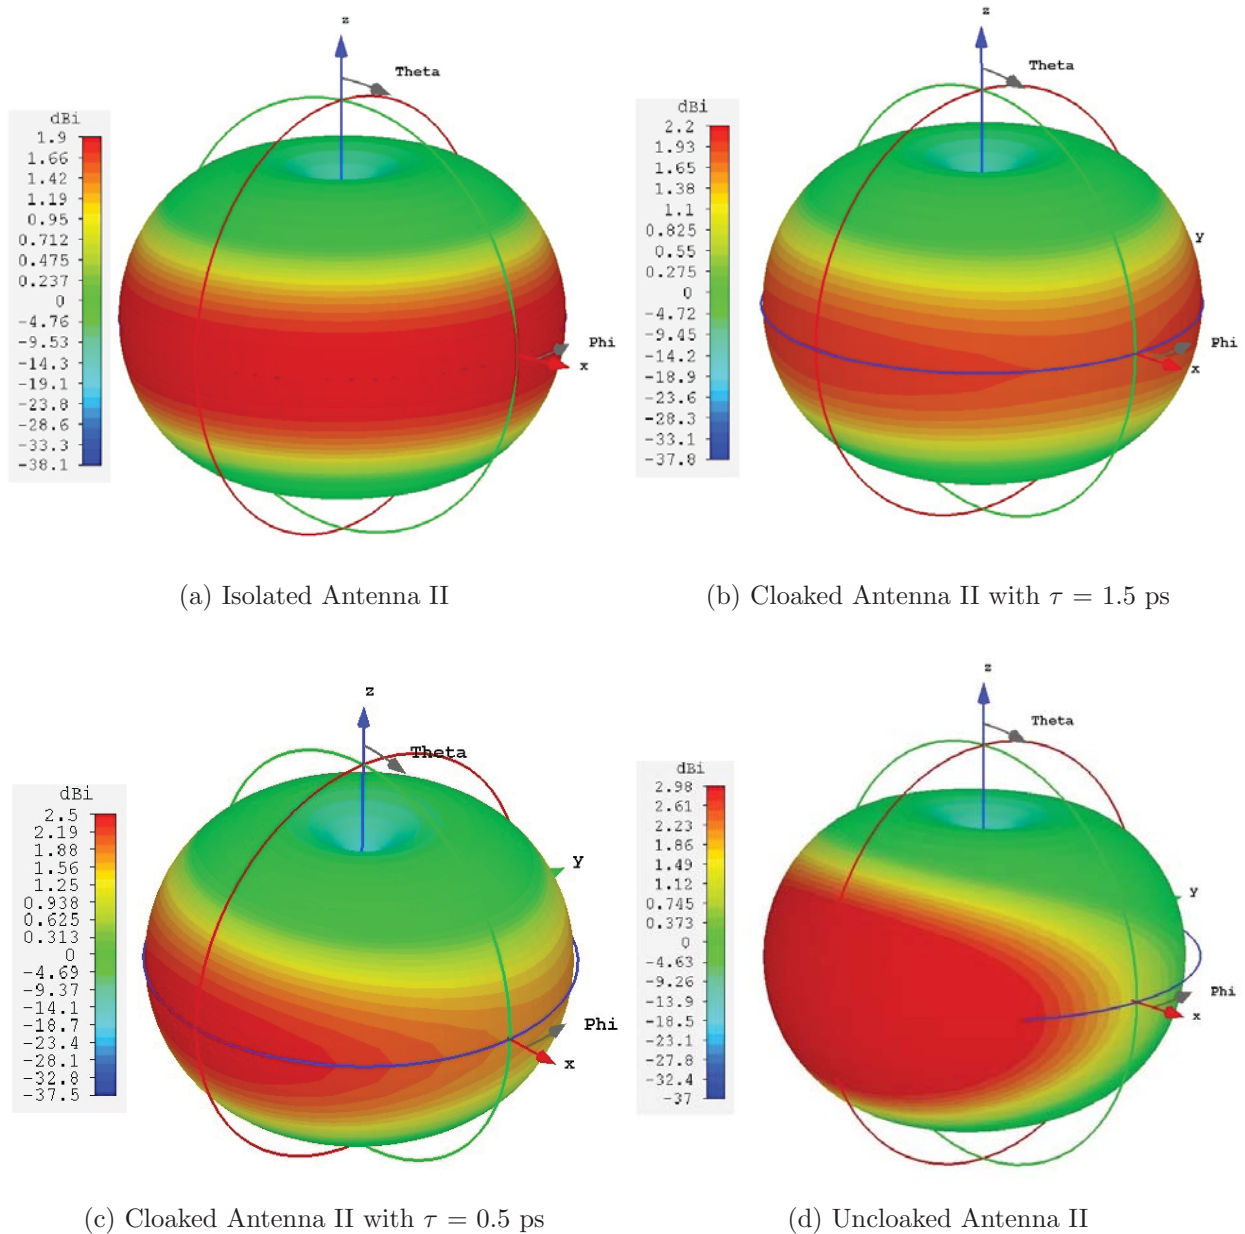 z
Theta
dBi
1.9
1.66
1.42
1.19
0.95
0.712
0.475
0.237
0
-4.76
-9.53
-14.3
-19.1
-23.8
-28.6
-33.3
-38.1
Phi
x
(a) Isolated Antenna II
z
Theta
dBi
2.2
1.93
1.65
1.38
1.1
0.825
0.55
0.275
0
-4.72
-9.45
-14.2
-18.9
-23.6
-28.3
-33.1
-37.8
y
Phi
x
(b) Cloaked Antenna II with τ = 1.5 ps
z
Theta
dBi
2.5
2.19
1.88
1.56
1.25
0.938
0.625
0.313
0
-4.69
-9.37
-14.1
-18.7
-23.4
-28.1
-32.8
-37.5
y
Phi
x
(c) Cloaked Antenna II with τ = 0.5 ps
z
Theta
dBi
2.98
2.61
2.23
1.86
1.49
1.12
0.745
0.373
0
-4.63
-9.26
-13.9
-18.5
-23.1
-27.8
-32.4
-37
y
Phi
x
(d) Uncloaked Antenna II